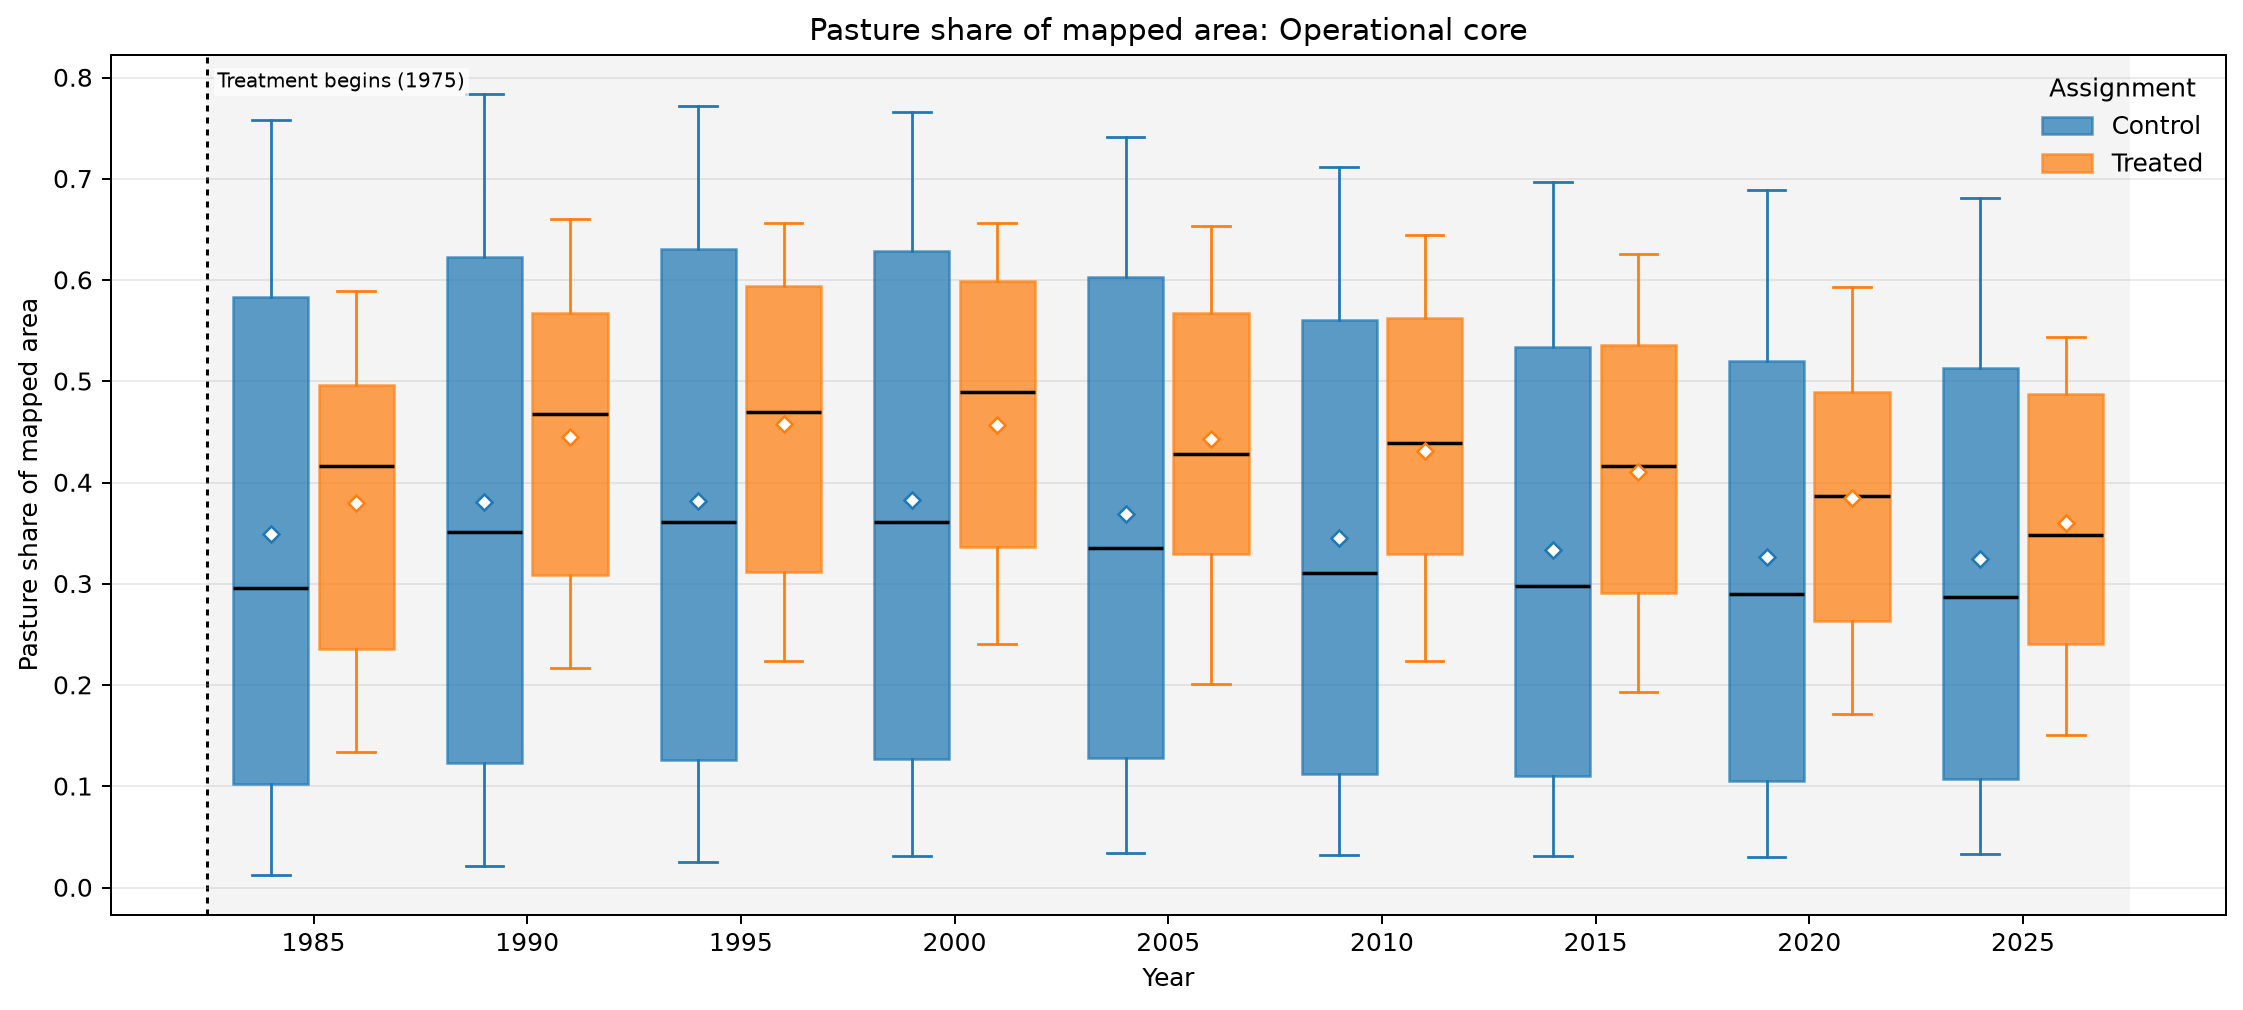 Pasture share of mapped area: Operational core
Treatment begins (1975)
Assignment
Control
Treated
Pasture share of mapped area
0.8
0.7
0.6
0.5
0.4
0.3
0.2
0.1
0.0
1985 1990 1995 2000 2005 2010 2015 2020 2025
Year